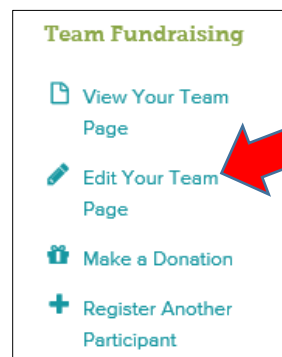 Team Fundraising
View Your Team
Page
Edit Your Team
Page
Make a Donation
Register Another
Participant